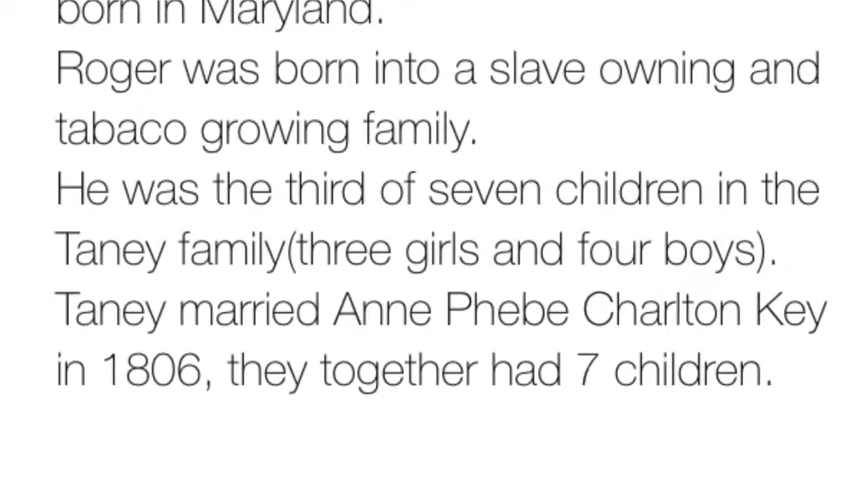 born in Maryland.
Roger was born into a slave owning and
tabaco growing family.
He was the third of seven children in the
Taney family(three girls and four boys).
Taney married Anne Phebe Charlton Key
in 1806, they together had 7 children.